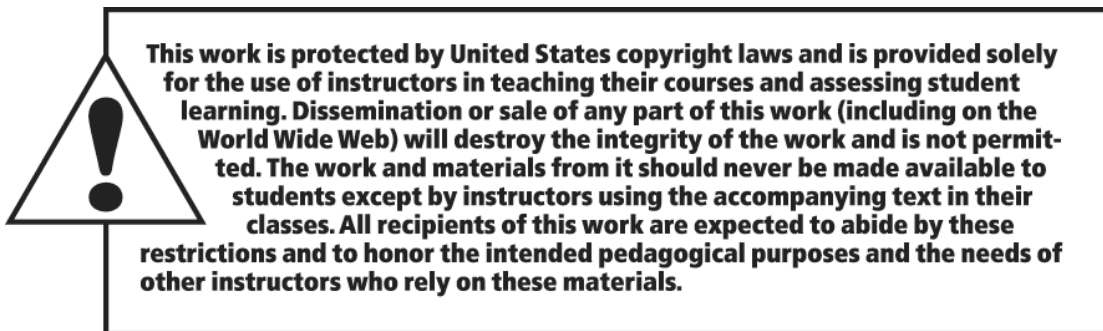 This work is protected by United States copyright laws and is provided solely
for the use of instructors in teaching their courses and assessing student
learning. Dissemination or sale of any part of this work (including on the
World Wide Web) will destroy the integrity of the work and is not permit-
ted. The work and materials from it should never be made available to
students except by instructors using the accompanying text in their
classes. All recipients of this work are expected to abide by these
restrictions and to honor the intended pedagogical purposes and the needs of
other instructors who rely on these materials.